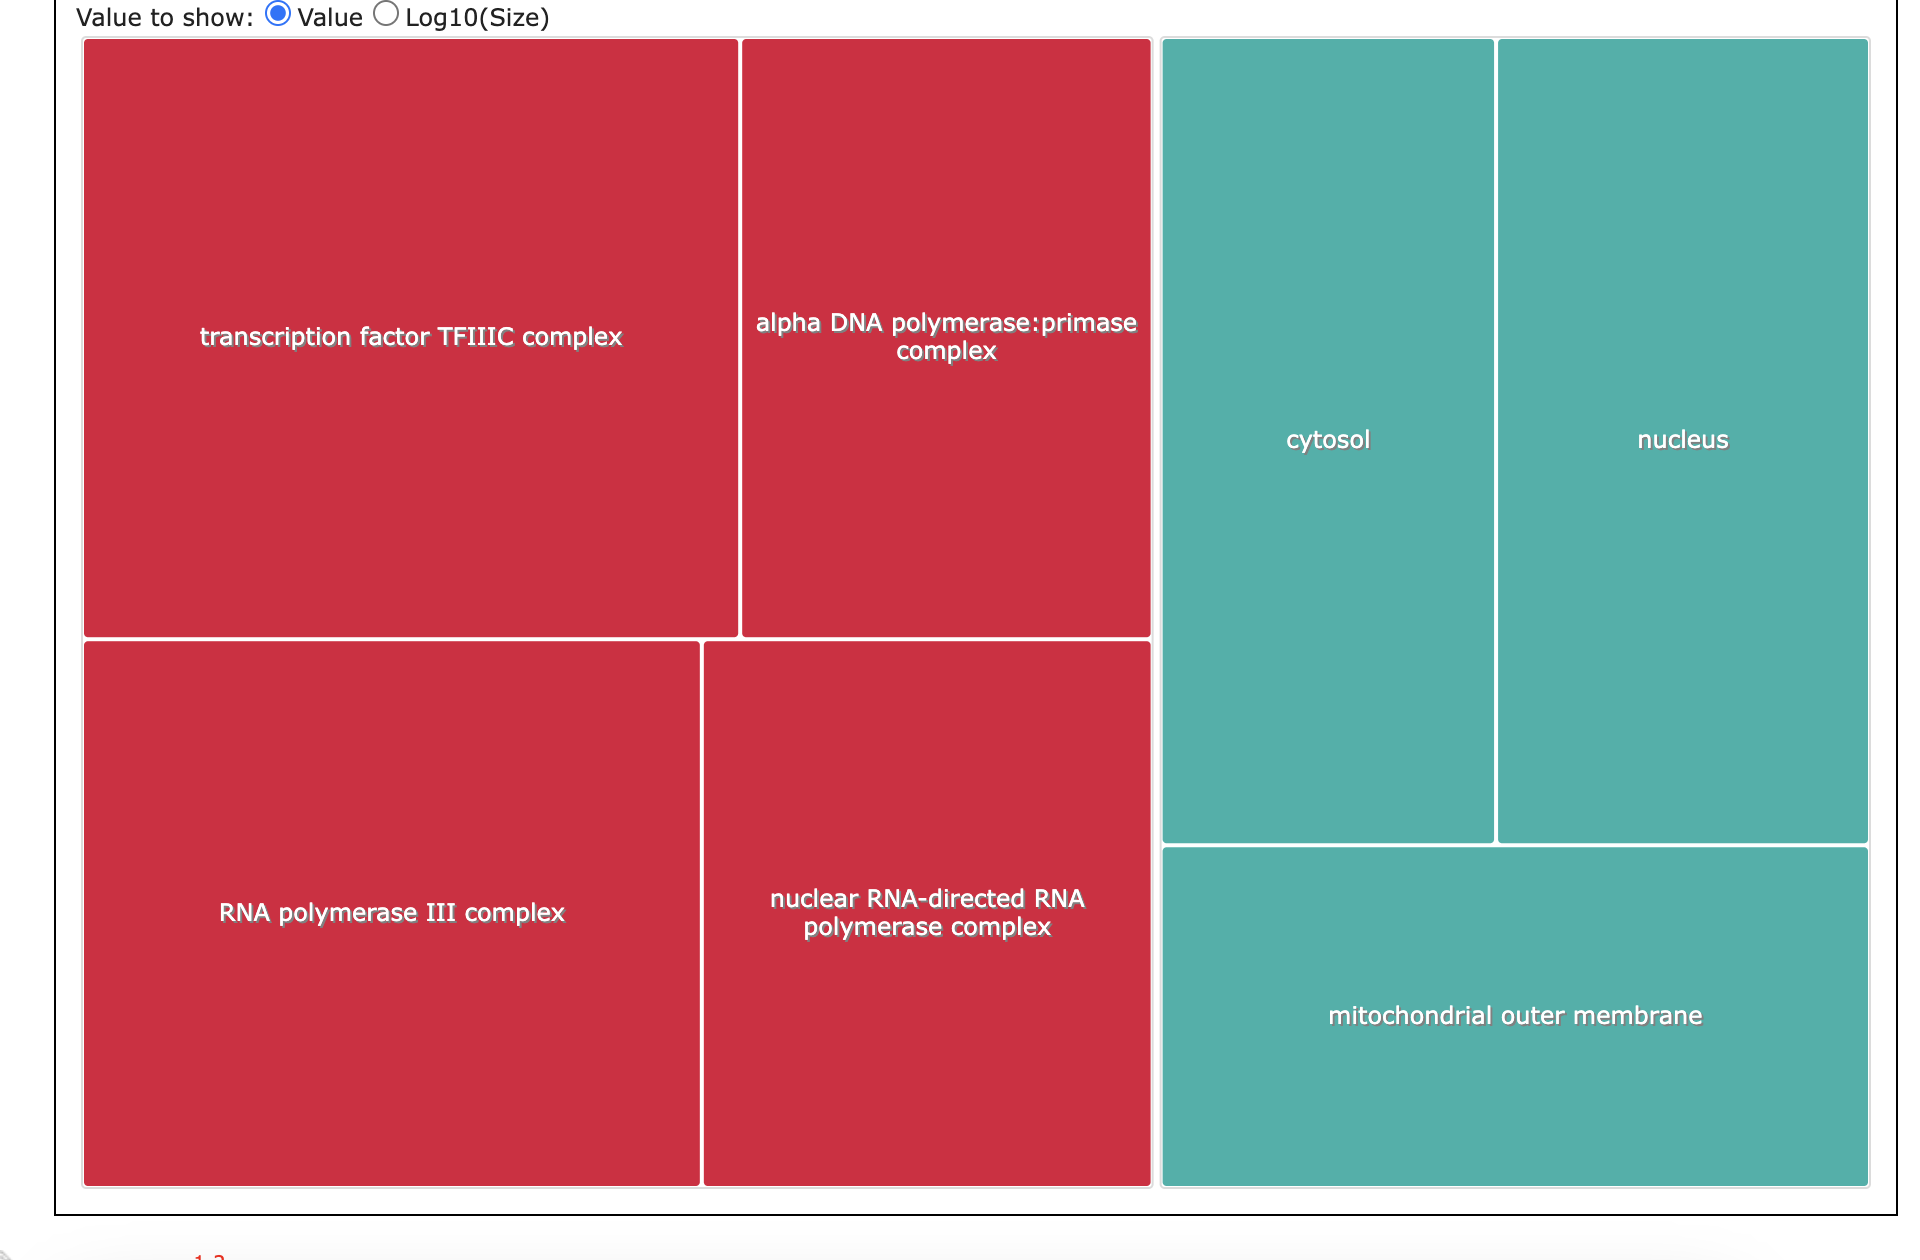 Value to show: Value Log10(Size)
transcription factor TFIIIC complex
alpha DNA polymerase:primase
complex
cytosol
nucleus
RNA polymerase III complex
nuclear RNA-directed RNA
polymerase complex
mitochondrial outer membrane